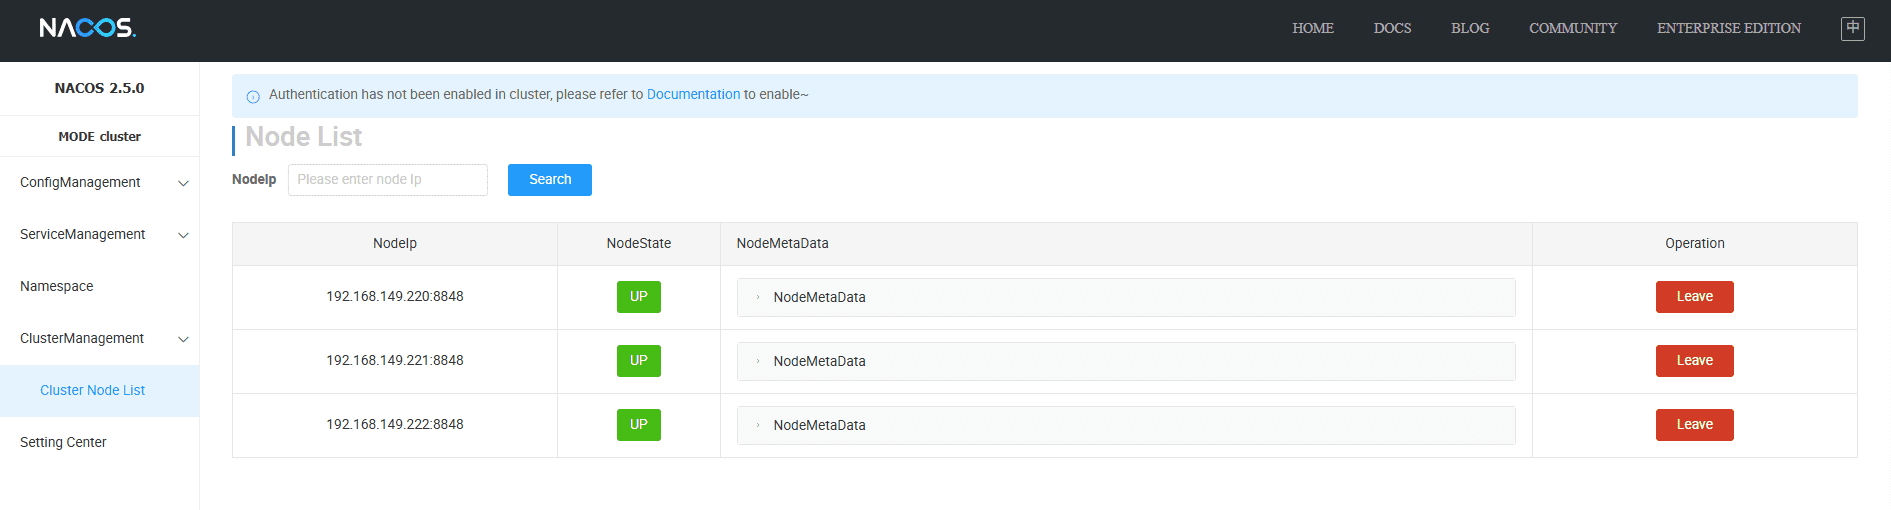 NACOS.
HOME DOCS BLOG COMMUNITY ENTERPRISE EDITION 中
NACOS 2.5.0
MODE cluster
ConfigManagement
ServiceManagement
Namespace
ClusterManagement
Cluster Node List
Setting Center
Authentication has not been enabled in cluster, please refer to Documentation to enable~
Node List
NodeIp Please enter node Ip Search
NodeIp NodeState NodeMetaData Operation
192.168.149.220:8848 UP NodeMetaData Leave
192.168.149.221:8848 UP NodeMetaData Leave
192.168.149.222:8848 UP NodeMetaData Leave